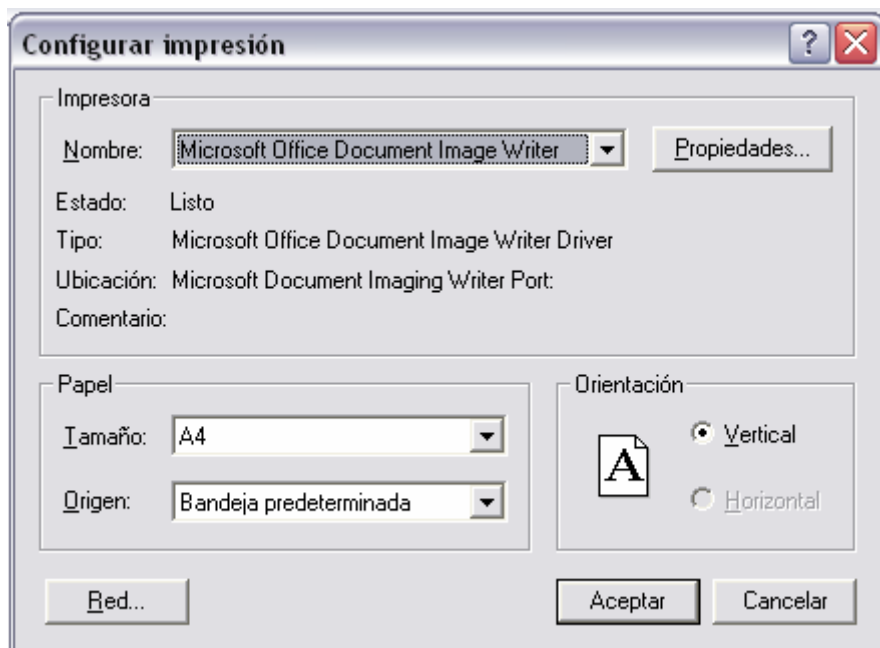 Configurar impresión
Impresora
Nombre: Microsoft Office Document Image Writer Propiedades...
Estado: Listo
Tipo: Microsoft Office Document Image Writer Driver
Ubicación: Microsoft Document Imaging Writer Port:
Comentario:
Papel
Tamaño: A4
Origen: Bandeja predeterminada
Orientación
A
Vertical
Horizontal
Red... Aceptar Cancelar